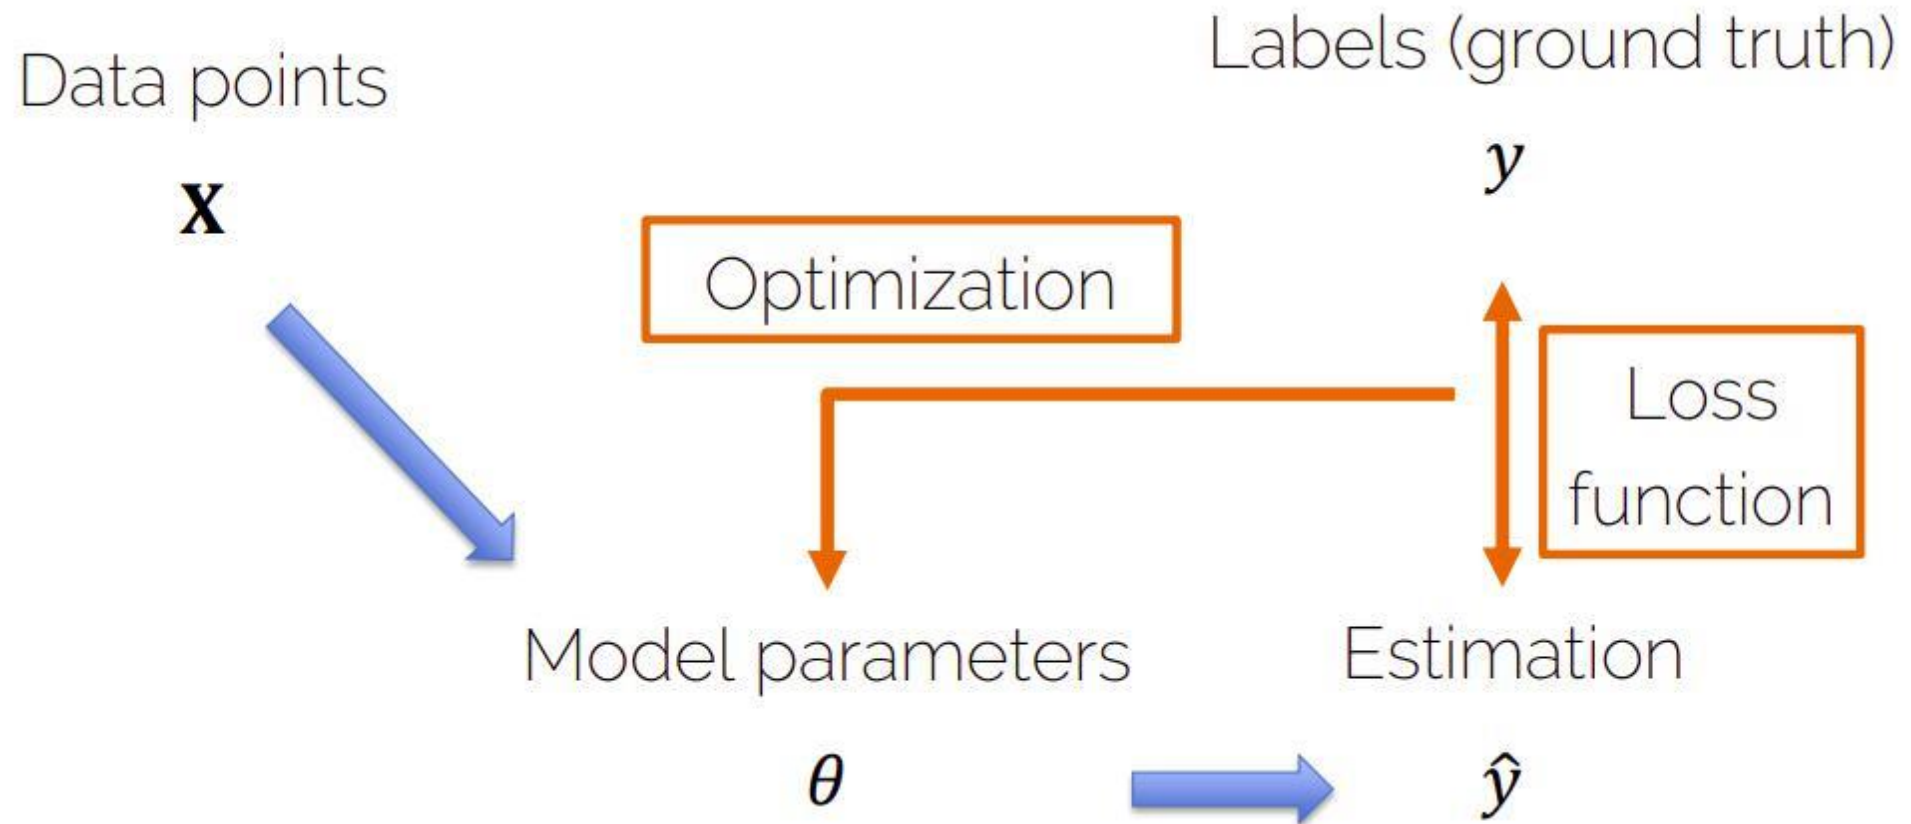 Data points
X
Labels (ground truth)
y
Optimization
Loss
function
Model parameters
θ
Estimation
ŷ